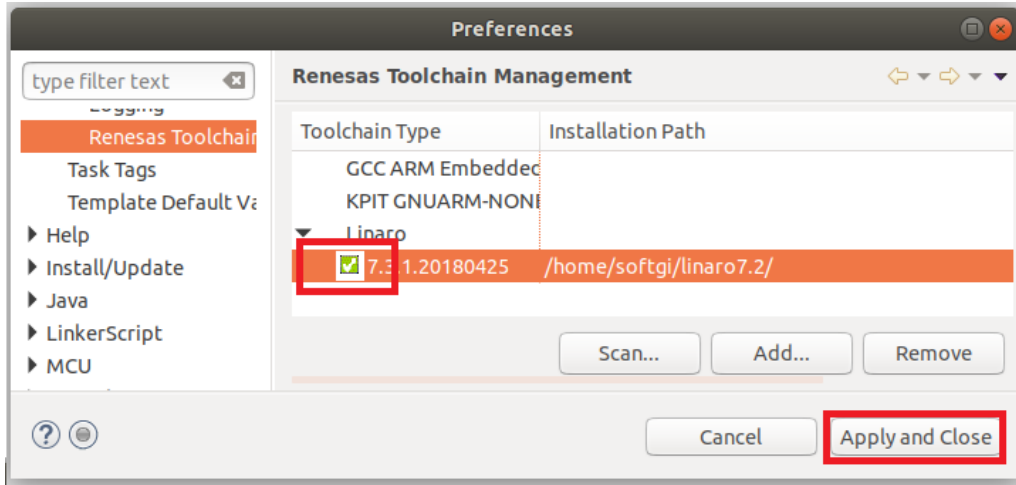 Preferences
type filter text
Renesas Toolchain Management
Logging
Renesas Toolchain
Task Tags
Template Default Va
Help
Install/Update
Java
LinkerScript
MCU
Toolchain Type Installation Path
GCC ARM Embedded
KPIT GNUARM-NONE
Linaro
7.3.1.20180425 /home/softgi/linaro7.2/
Scan... Add... Remove
Cancel Apply and Close